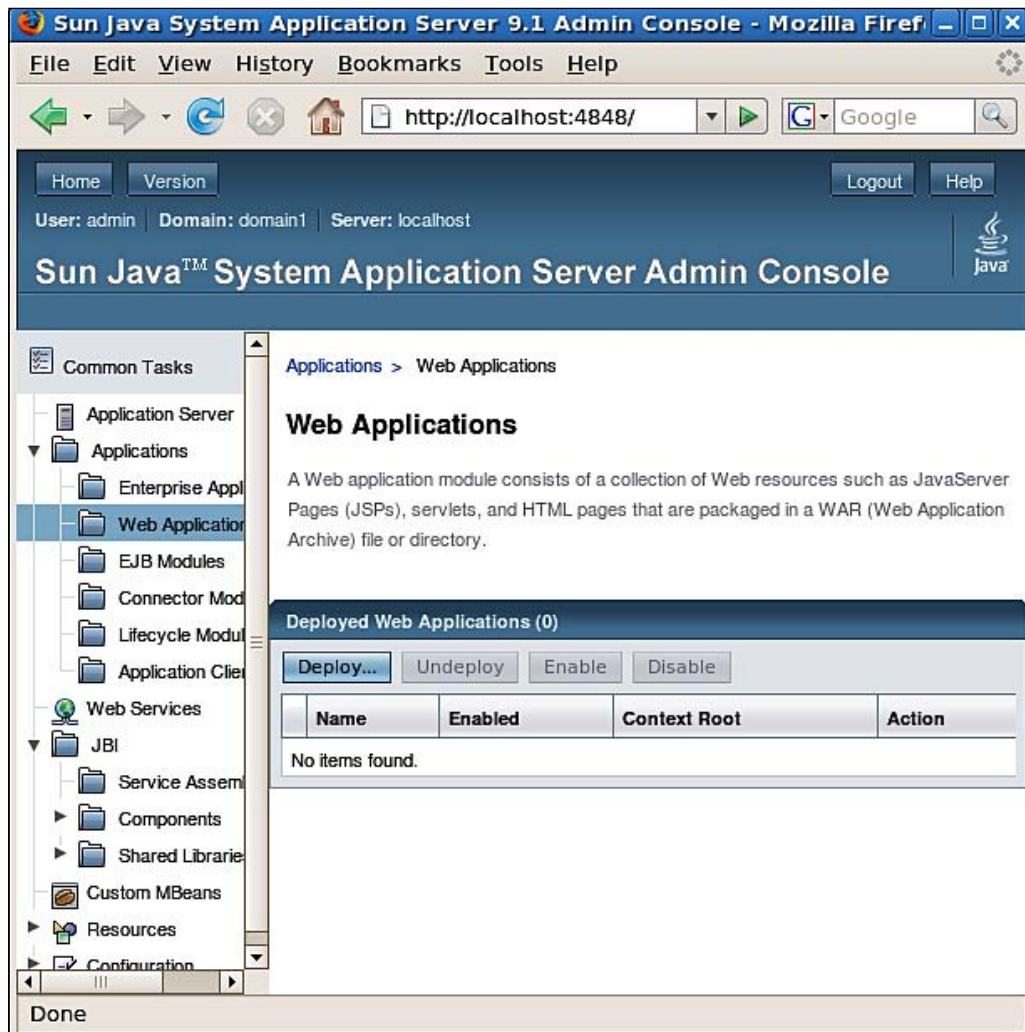 Sun Java System Application Server 9.1 Admin Console - Mozilla Firef
File Edit View History Bookmarks Tools Help
http://localhost:4848/ G Google
Home Version Logout Help
User: admin Domain: domain1 Server: localhost
Sun Java™ System Application Server Admin Console
Java
Common Tasks
Application Server
Applications
Enterprise Appl
Web Application
EJB Modules
Connector Mod
Lifecycle Modul
Application Clie
Web Services
JBI
Service Assem
Components
Shared Librarie
Custom MBeans
Resources
Configuration
Applications > Web Applications
Web Applications
A Web application module consists of a collection of Web resources such as JavaServer
Pages (JSPs), servlets, and HTML pages that are packaged in a WAR (Web Application
Archive) file or directory.
Deployed Web Applications (0)
Deploy... Undeploy Enable Disable
Name Enabled Context Root Action
No items found.
Done